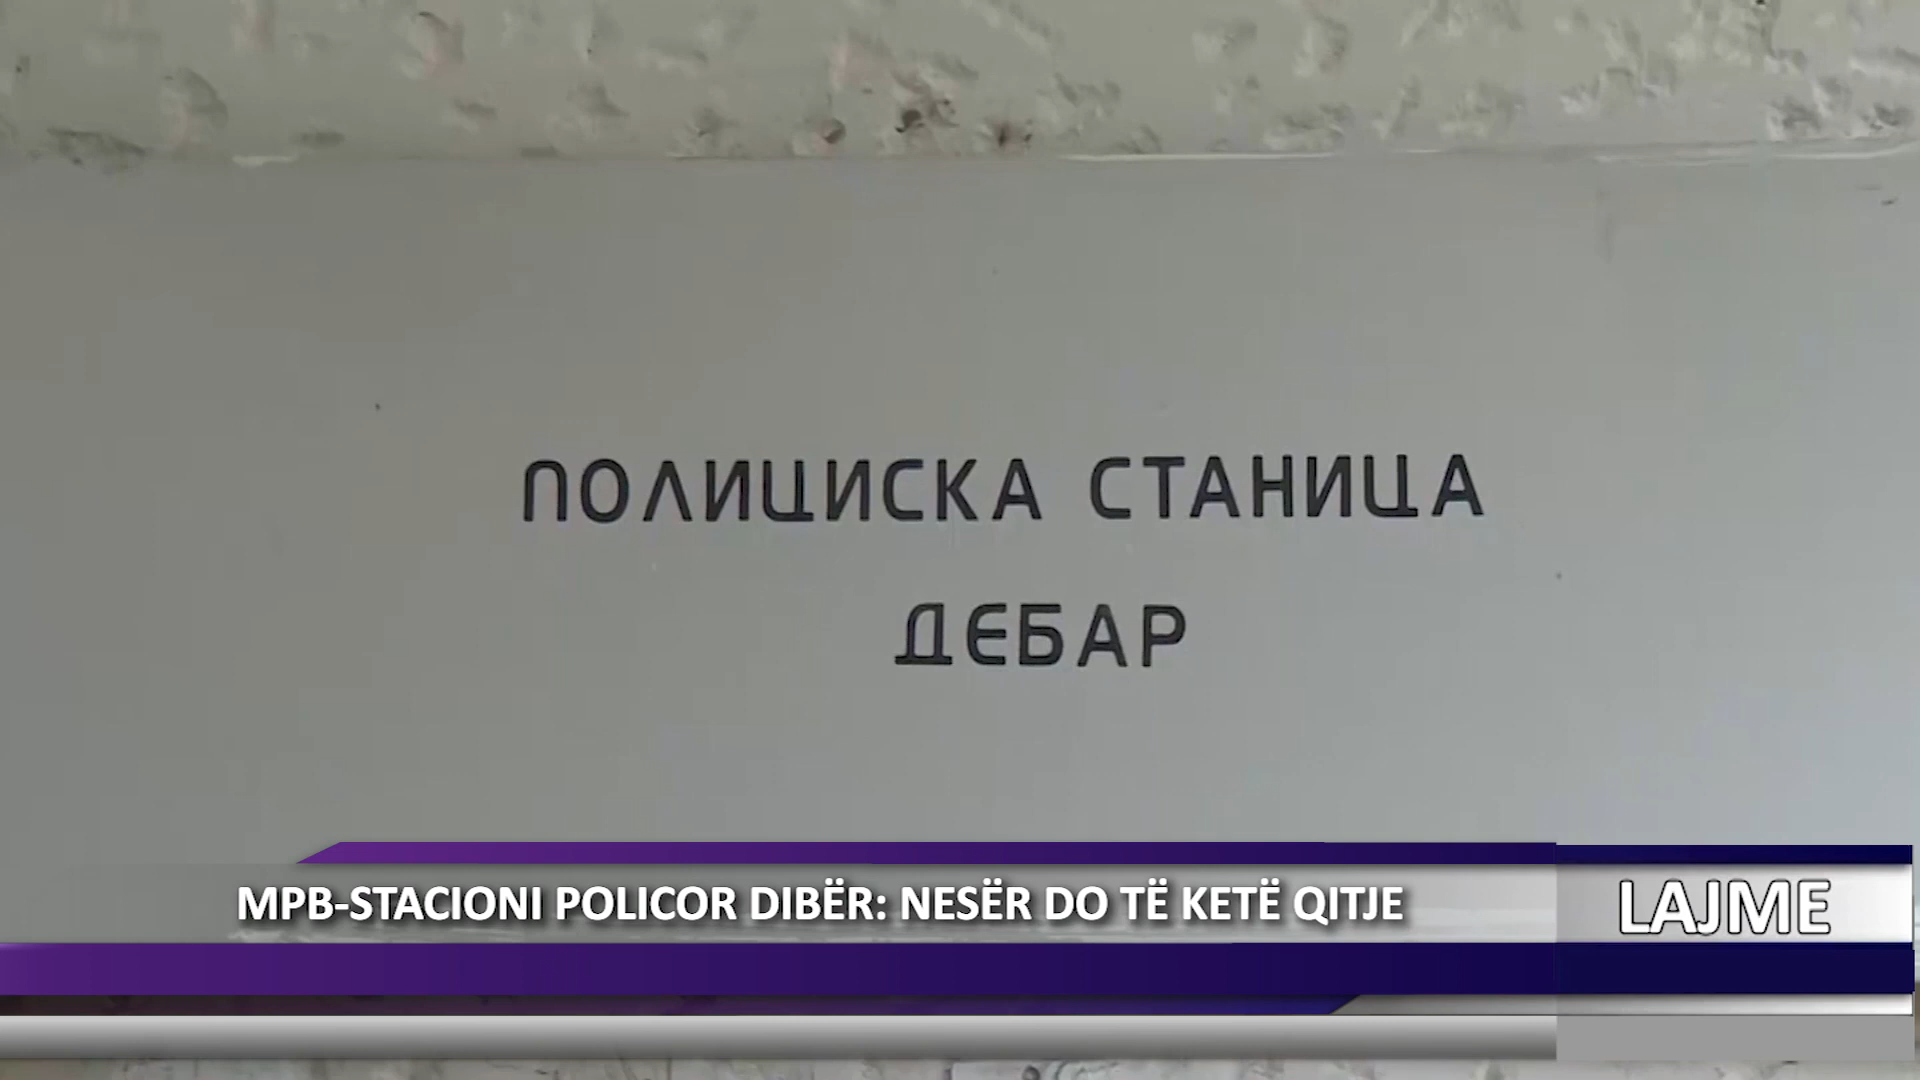 ПОЛИЦИСКА СТАНИЦА
ДЕБАР
MPB-STACIONI POLICOR DIBËR: NESËR DO TË KETË QITJE
LAJME